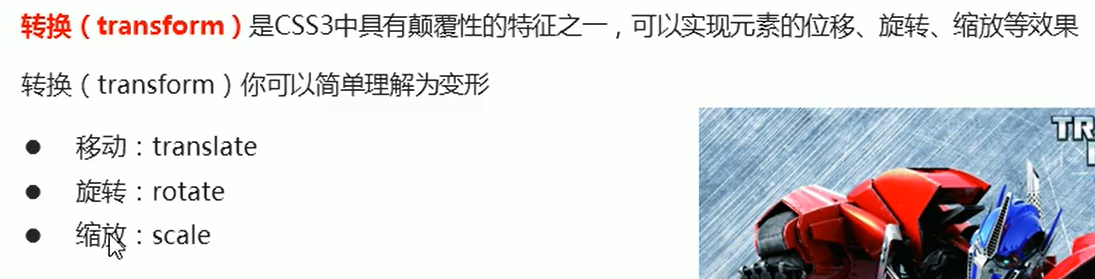 转换（transform）是CSS3中具有颠覆性的特征之一，可以实现元素的位移、旋转、缩放等效果
转换（transform）你可以简单理解为变形
● 移动：translate
● 旋转：rotate
● 缩放：scale
TR